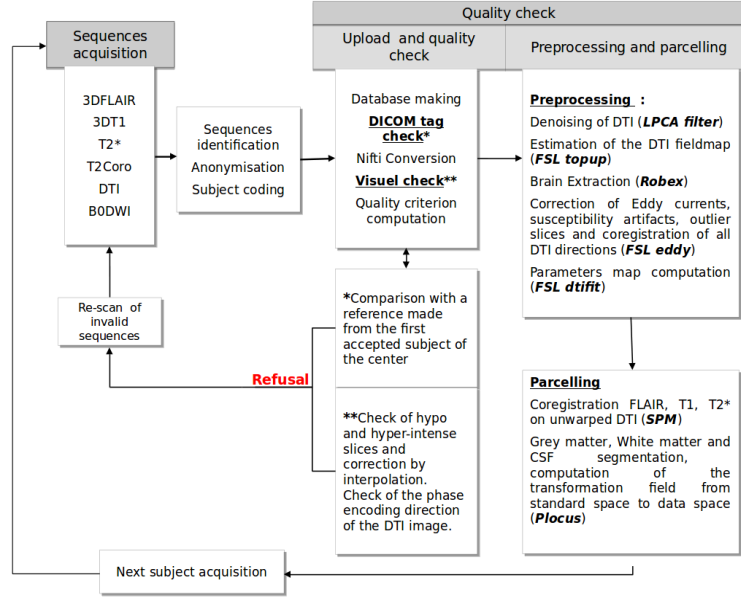 Quality check
Sequences
acquisition
Upload and quality
check
Preprocessing and parcelling
3DFLAIR
3DT1
T2*
T2Coro
DTI
B0DWI
Sequences
identification
Anonymisation
Subject coding
Database making
DICOM tag
check*
Nifti Conversion
Visuel check**
Quality criterion
computation
Preprocessing :
Denoising of DTI (LPCA filter)
Estimation of the DTI fieldmap
(FSL topup)
Brain Extraction (Robex)
Correction of Eddy currents,
susceptibility artifacts, outlier
slices and coregistration of all
DTI directions (FSL eddy)
Parameters map computation
(FSL dtifit)
Re-scan of
invalid
sequences
Refusal
*Comparison with a
reference made
from the first
accepted subject of
the center
**Check of hypo
and hyper-intense
slices and
correction by
interpolation.
Check of the phase
encoding direction
of the DTI image.
Parcelling
Coregistration FLAIR, T1, T2*
on unwarped DTI (SPM)
Grey matter, White matter and
CSF segmentation,
computation of the
transformation field from
standard space to data space
(Plocus)
Next subject acquisition